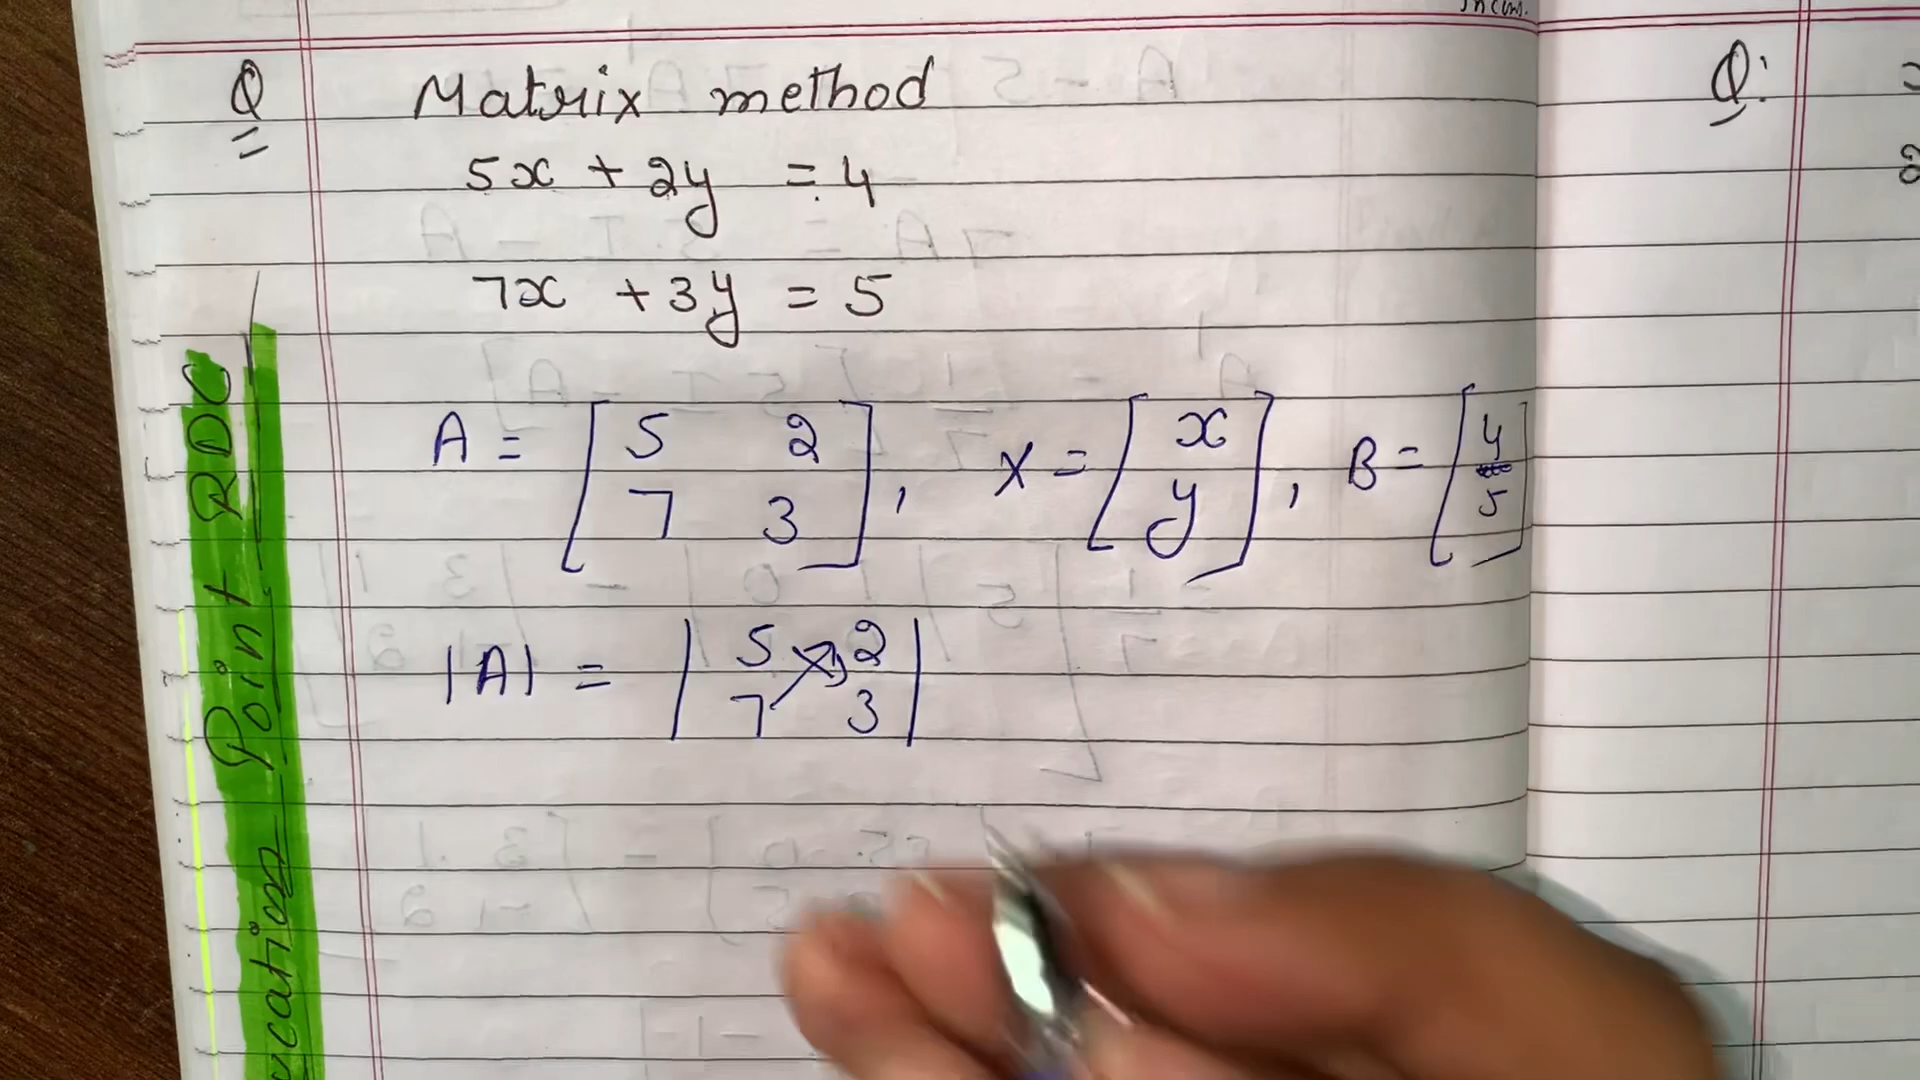 Q Matrix method
5x + 2y = 4
7x + 3y = 5
A = [ 5 2 7 3 ], X = [ x y ], B = [ 4 5 ]
|A| = | 5 2 7 3 |
Point RDC
Q: